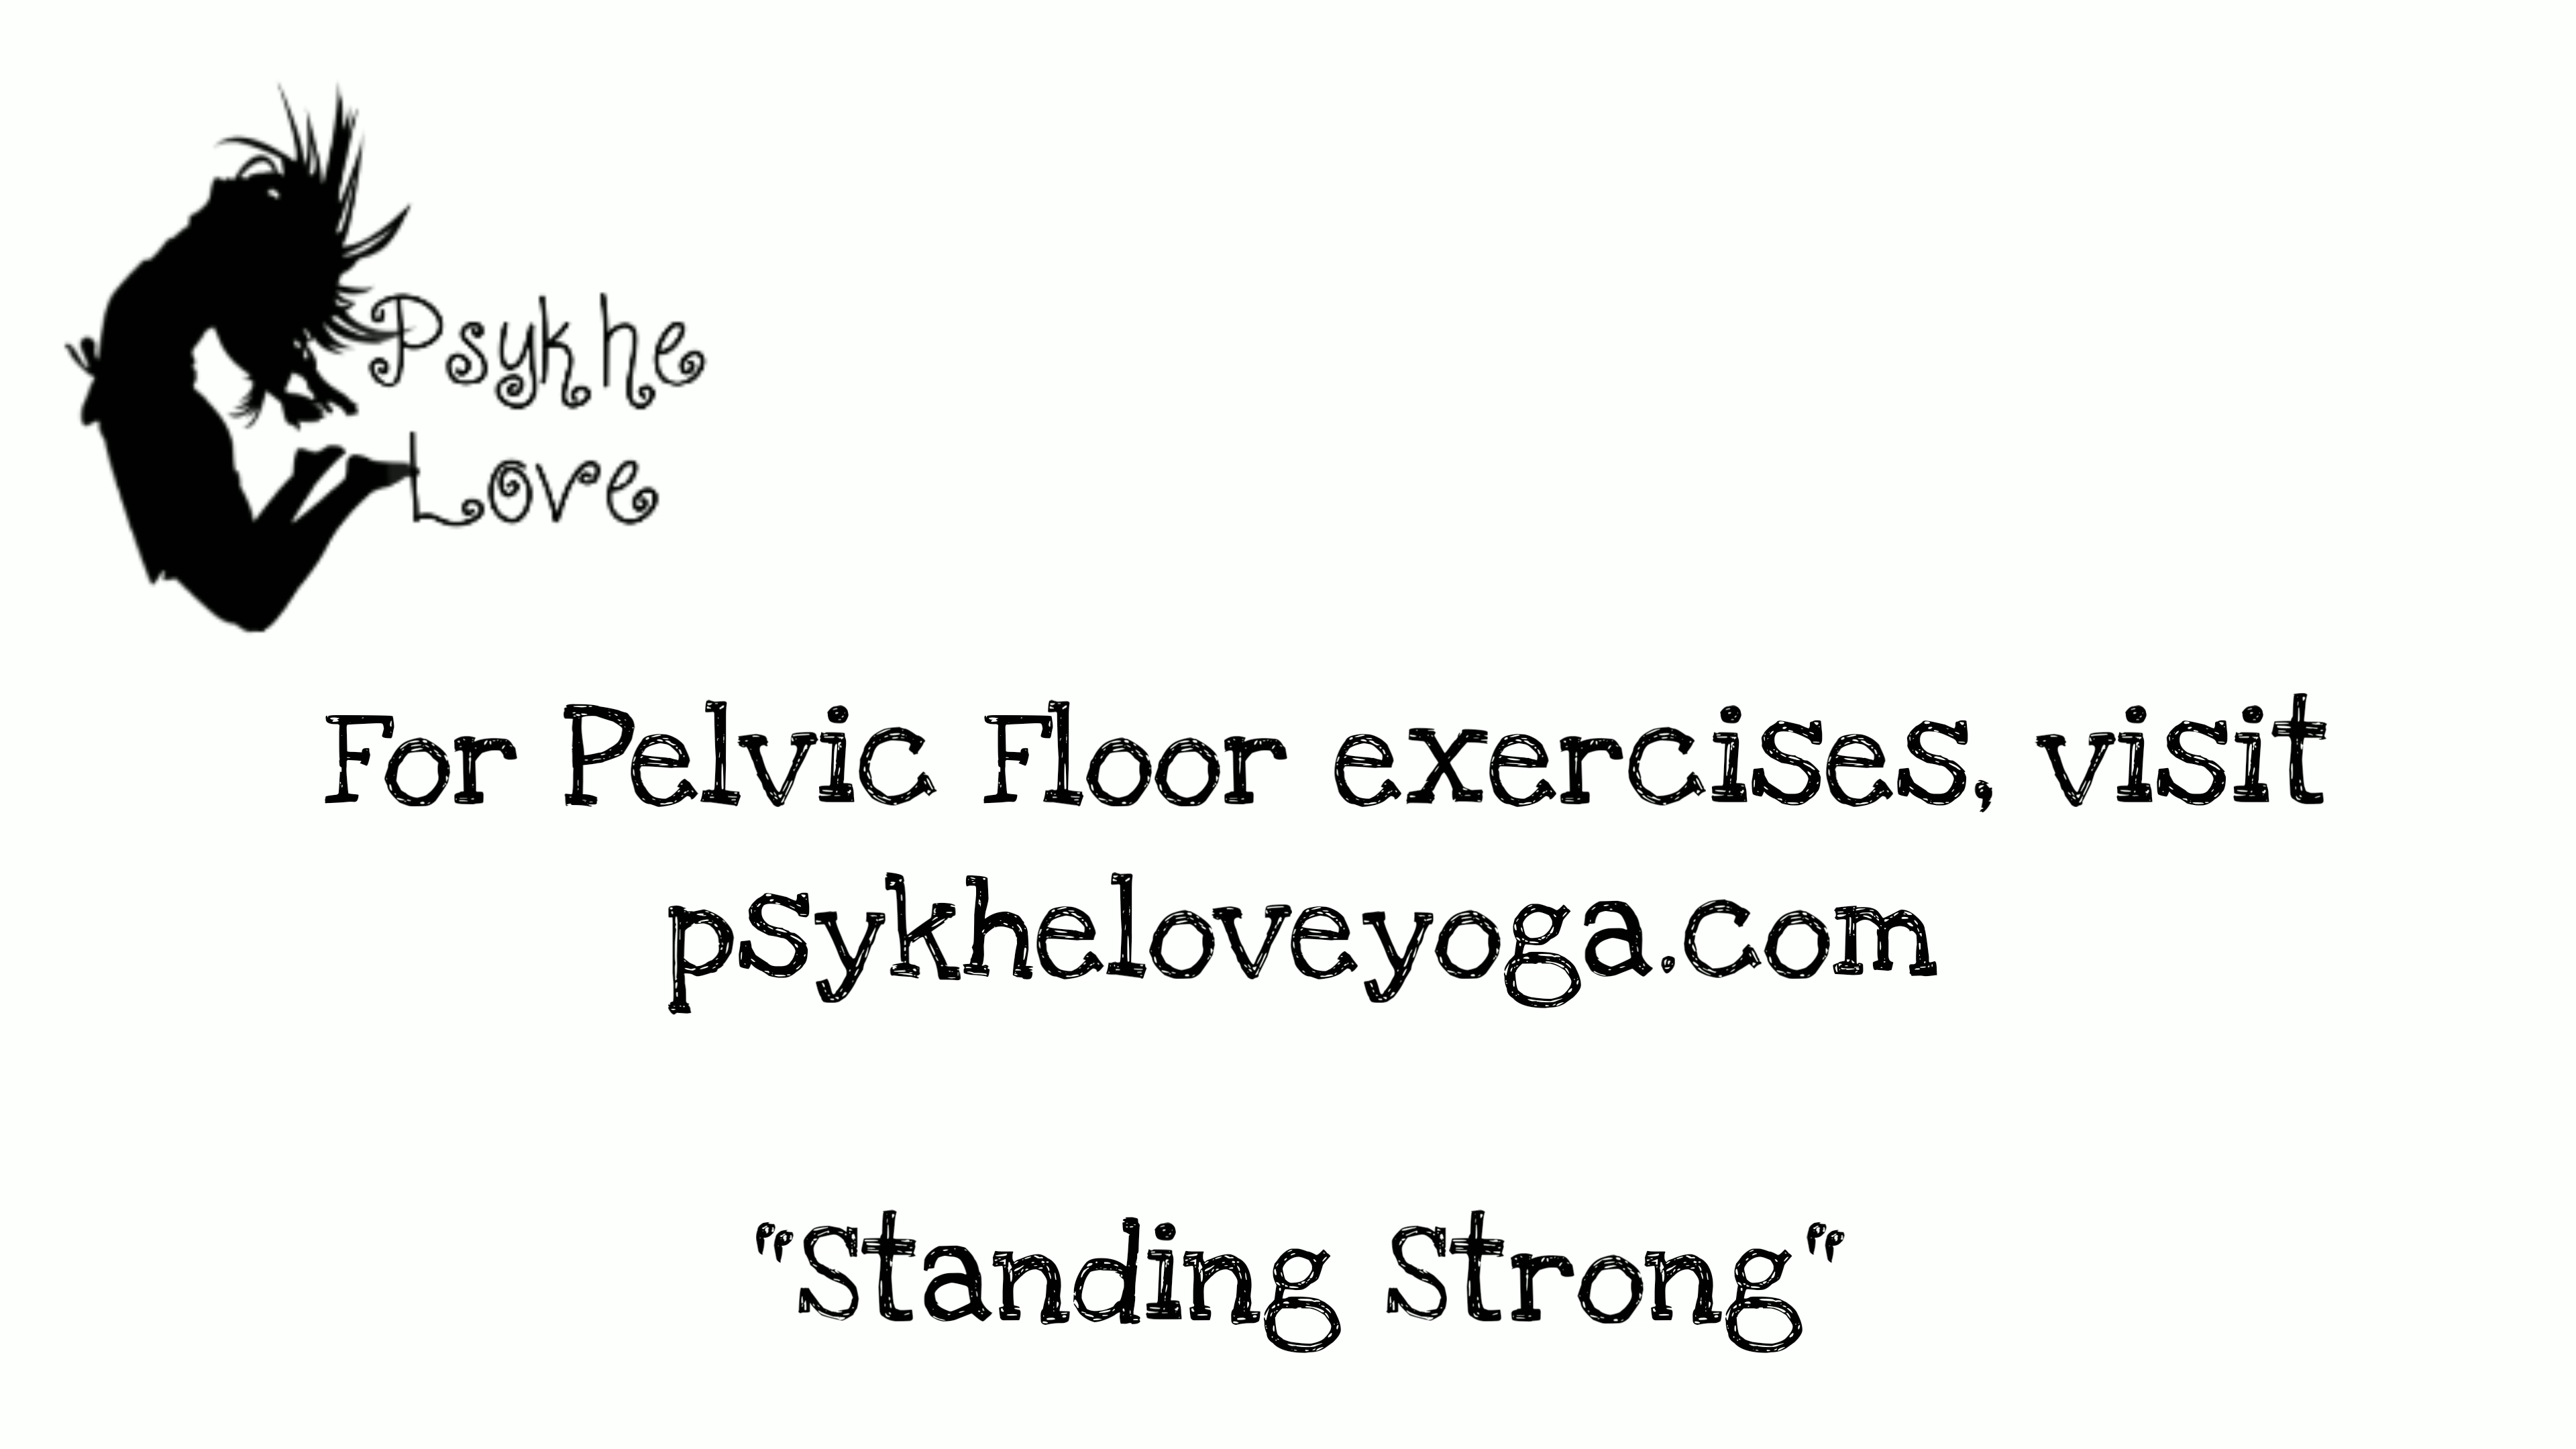 Psykhe
Love
For Pelvic Floor exercises, visit
psykheloveyoga.com
"Standing Strong"